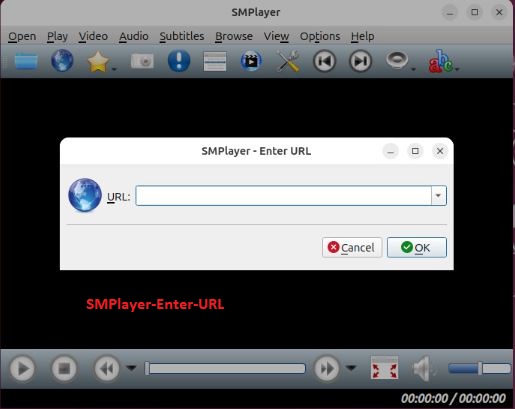 SMPlayer
Open Play Video Audio Subtitles Browse View Options Help
abc
SMPlayer - Enter URL
URL:
Cancel OK
SMPlayer-Enter-URL
00:00:00 / 00:00:00